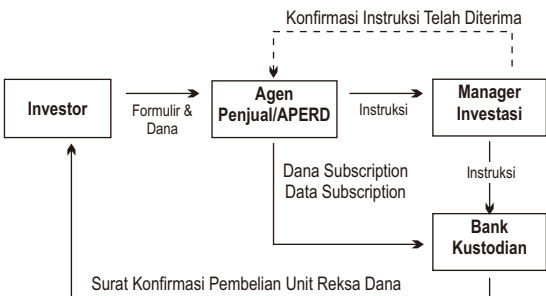 Konfirmasi Instruksi Telah Diterima
Investor
Formulir &
Dana
Agen
Penjual/APERD
Instruksi
Manager
Investasi
Dana Subscription
Data Subscription
Instruksi
Bank
Kustodian
Surat Konfirmasi Pembelian Unit Reksa Dana